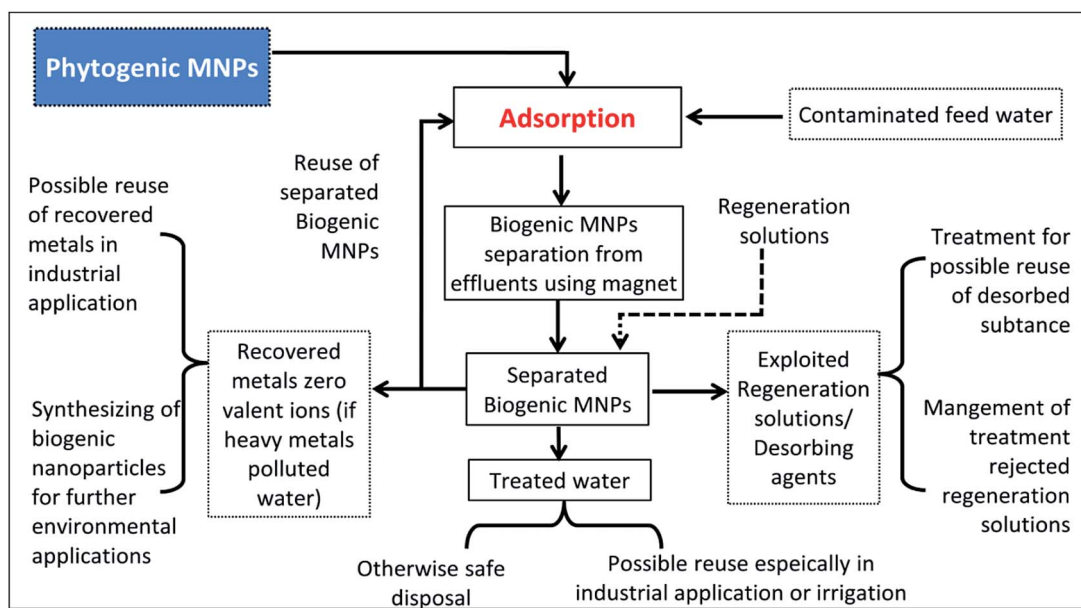 Phytogenic MNPs
Adsorption
Contaminated feed water
Reuse of
separated
Biogenic
MNPs
Possible reuse
of recovered
metals in
industrial
application
Biogenic MNPs
separation from
effluents using magnet
Regeneration
solutions
Treatment for
possible reuse
of desorbed
subtance
Recovered
metals zero
valent ions (if
heavy metals
polluted
water)
Separated
Biogenic MNPs
Exploited
Regeneration
solutions/
Desorbing
agents
Synthesizing of
biogenic
nanoparticles
for further
environmental
applications
Mangement of
treatment
rejected
regeneration
solutions
Treated water
Otherwise safe
disposal
Possible reuse espeically in
industrial application or irrigation